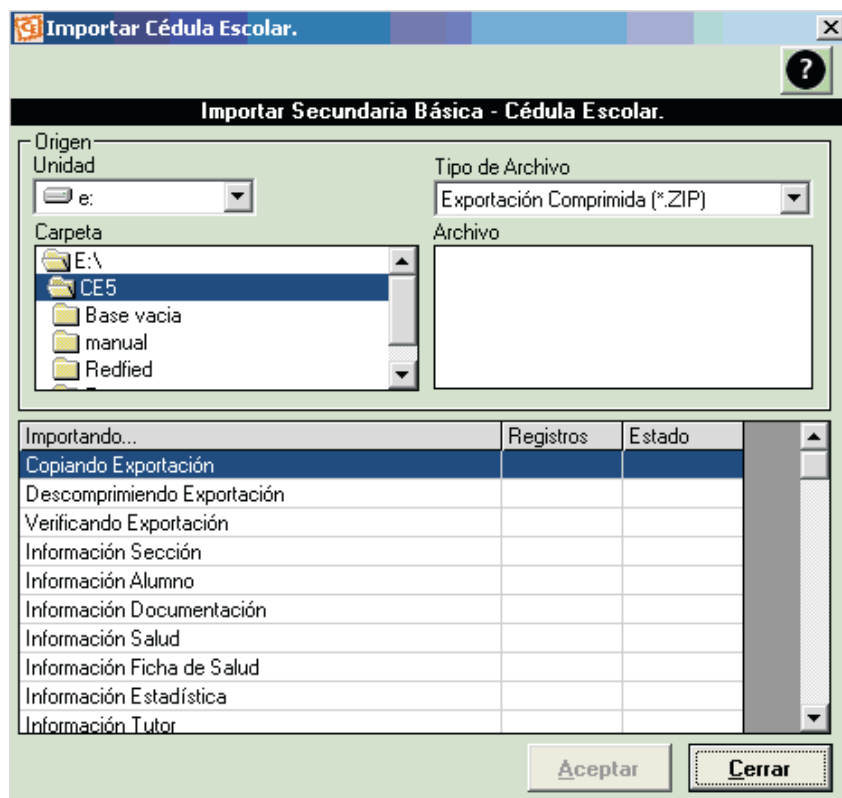 Importar Cédula Escolar.
?
Importar Secundaria Básica - Cédula Escolar.
Origen
Unidad
Tipo de Archivo
e:
Exportación Comprimida (*.ZIP)
Carpeta
Archivo
E:\
CE5
Base vacia
manual
Redfied
Importando... Registros Estado
Copiando Exportación
Descomprimiendo Exportación
Verificando Exportación
Información Sección
Información Alumno
Información Documentación
Información Salud
Información Ficha de Salud
Información Estadística
Información Tutor
Aceptar
Cerrar